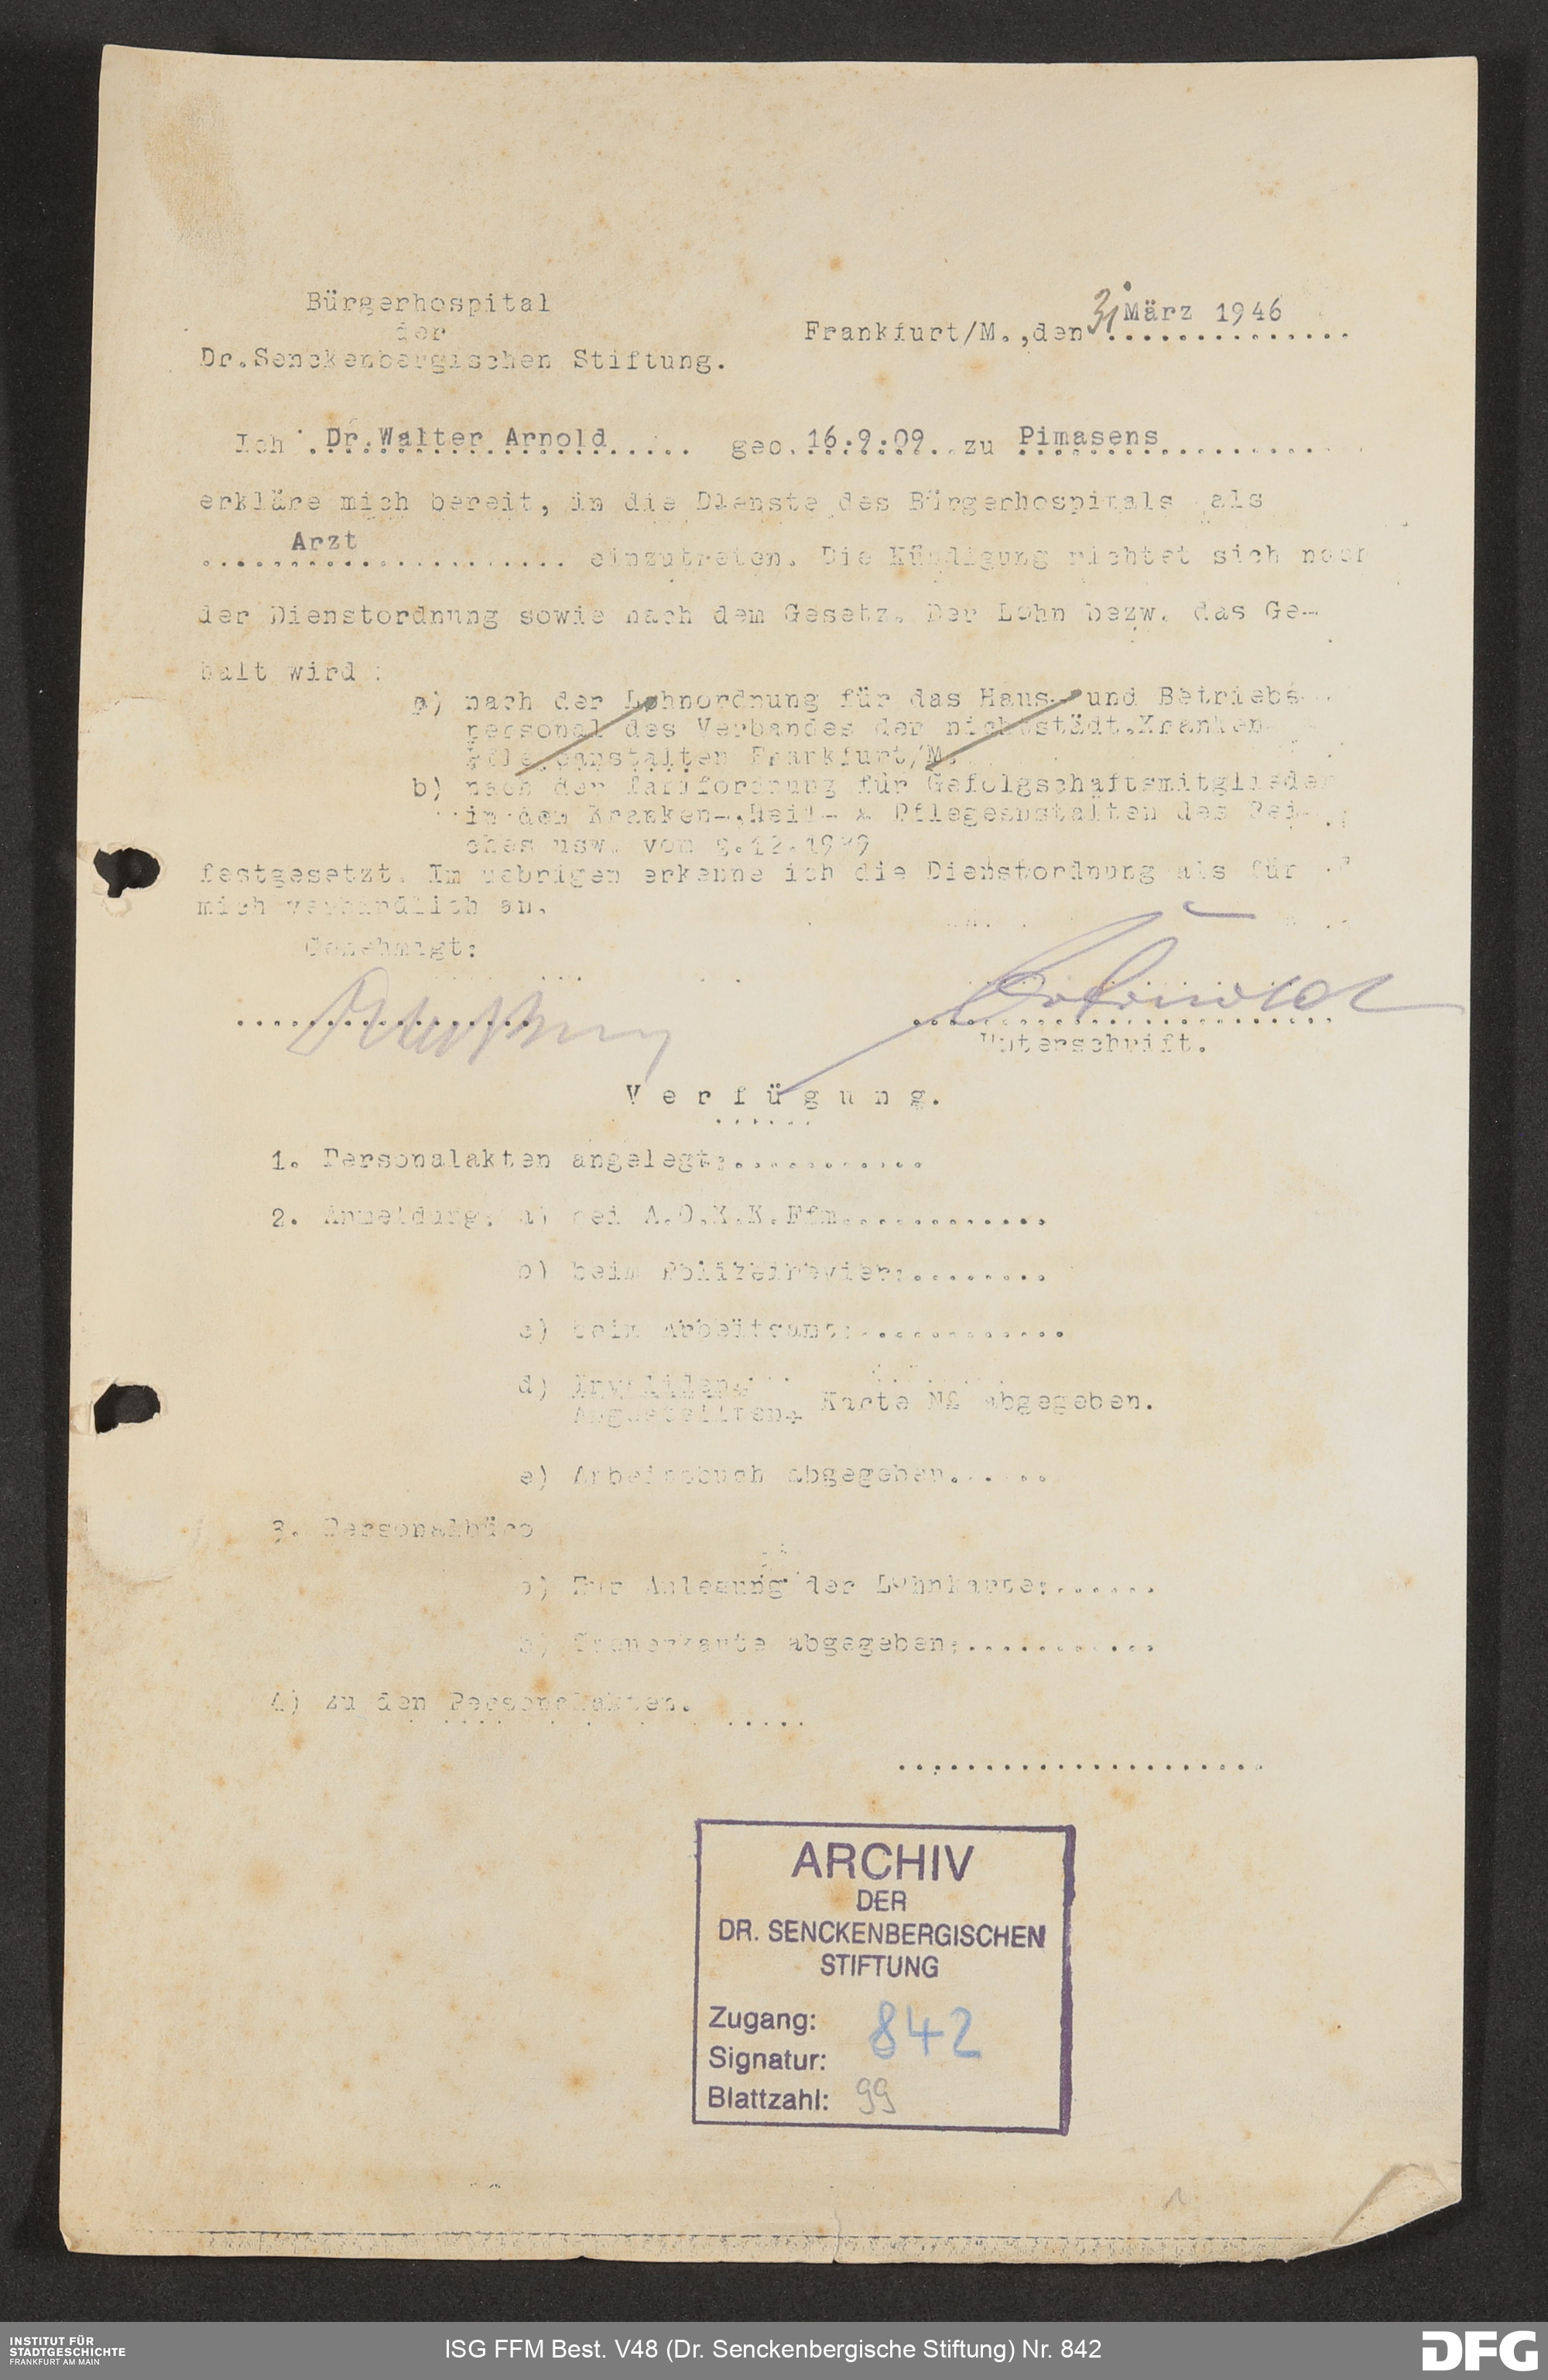 Bürgerhospital
der
Dr.Senckenbergischen Stiftung.
Frankfurt/M.,den 31. März 1946
Ich Dr.Walter Arnold geb. 16.9.09 zu Pimasens
erkläre mich bereit, in die Dienste des Bürgerhospitals als
Arzt einzutreten. Die Kündigung richtet sich nach
der Dienstordnung sowie nach dem Gesetz. Der Lohn bezw. das Ge-
halt wird :
a) nach der Lohnordnung für das Haus- und Betriebs-
personal des Verbandes der nichtstädt.Kranken-
pflegeanstalten Frankfurt/M.
b) nach der Tarifordnung für Gefolgschaftsmitglieder
in den Kranken-,Heil- & Pflegeanstalten des Rei-
ches usw. vom
festgesetzt. Im uebrigen erkenne ich die Dienstordnung als für
mich verbindlich an.
Genehmigt:
Dr Arnold
Unterschrift.
V e r f ü g u n g.
1. Personalakten angelegt:............
2. Anmeldung: a) bei A.O.K.K.Ffm.............
b) beim Polizeirevier:........
c) beim Arbeitsamt:.............
d) Invaliden-
Angestellten- Karte No abgegeben.
e) Arbeitsbuch abgegeben......
3. Personalbüro
a) Zur Anlegung der Lohnkarte:......
b) Steuerkarte abgegeben:...........
4) zu den Personalakten.
ARCHIV
DER
DR. SENCKENBERGISCHEN
STIFTUNG
Zugang:
Signatur: 842
Blattzahl: 99
INSTITUT FÜR
STADTGESCHICHTE
FRANKFURT AM MAIN
ISG FFM Best. V48 (Dr. Senckenbergische Stiftung) Nr. 842
DFG